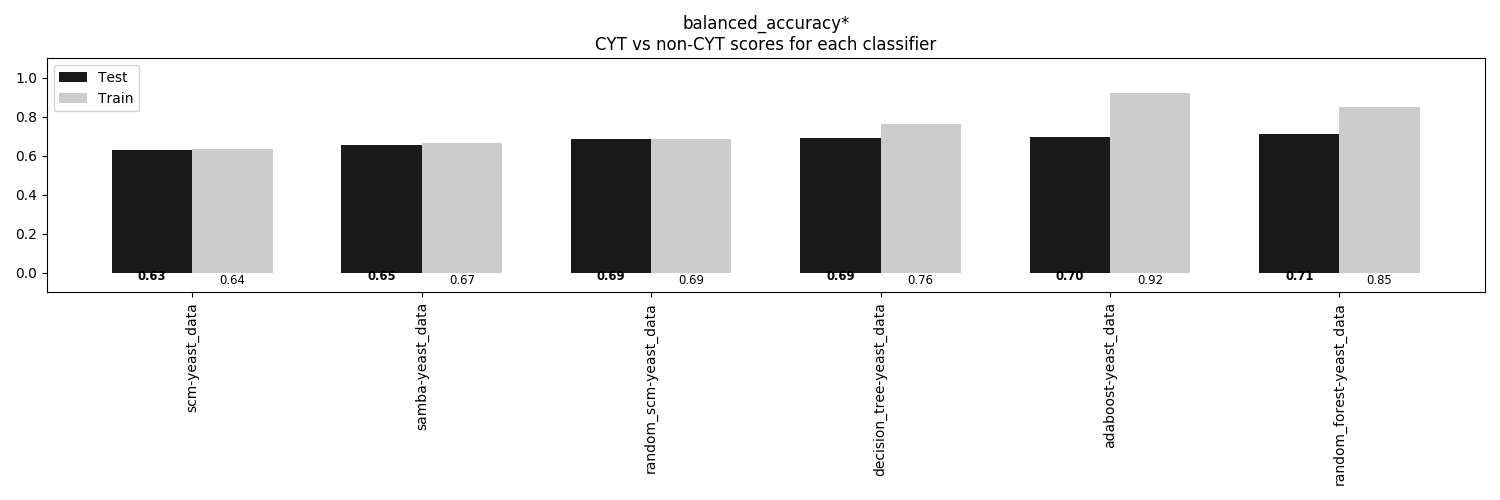 balanced_accuracy*
CYT vs non-CYT scores for each classifier
Test
Train
1.0
0.8
0.6
0.4
0.2
0.0
0.63 0.64 0.65 0.67 0.69 0.69 0.69 0.76 0.70 0.92 0.71 0.85
scm-yeast_data
samba-yeast_data
random_scm-yeast_data
decision_tree-yeast_data
adaboost-yeast_data
random_forest-yeast_data